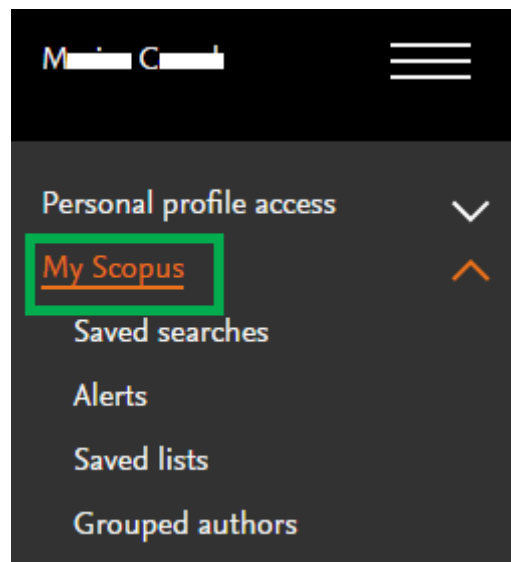 Personal profile access
My Scopus
Saved searches
Alerts
Saved lists
Grouped authors